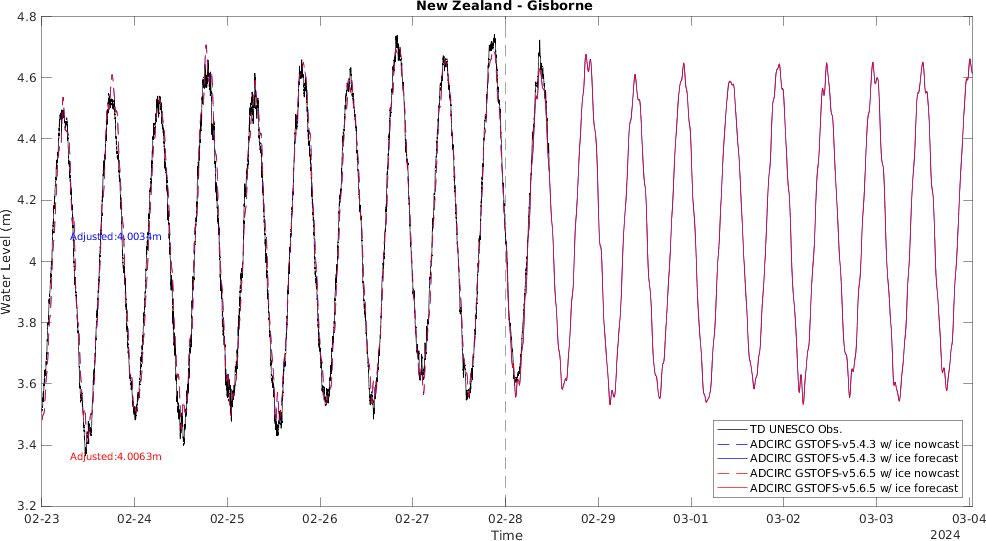 New Zealand - Gisborne
4.8
4.6
4.4
4.2
4
3.8
3.6
3.4
3.2
Water Level (m)
Adjusted:4.0034m
Adjusted:4.0063m
TD UNESCO Obs.
ADCIRC GSTOFS-v5.4.3 w/ ice nowcast
ADCIRC GSTOFS-v5.4.3 w/ ice forecast
ADCIRC GSTOFS-v5.6.5 w/ ice nowcast
ADCIRC GSTOFS-v5.6.5 w/ ice forecast
02-23 02-24 02-25 02-26 02-27 02-28 02-29 03-01 03-02 03-03 03-04
Time
2024